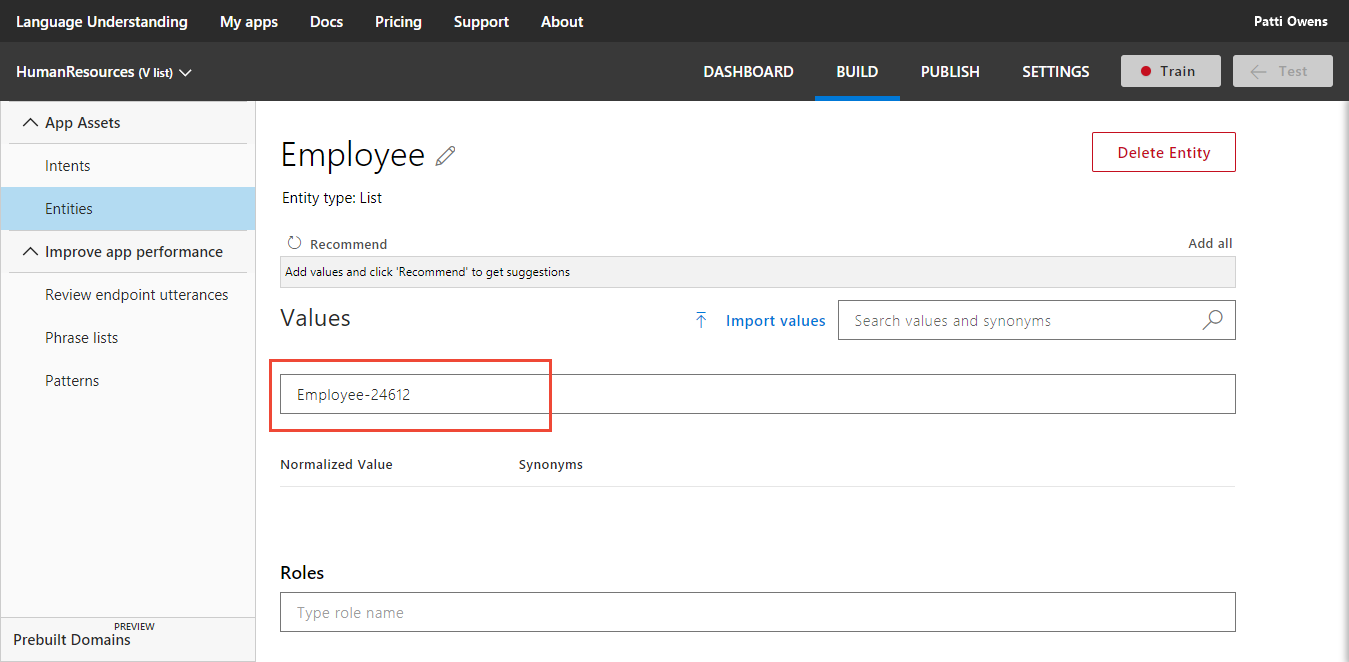 Language Understanding My apps Docs Pricing Support About Patti Owens
HumanResources (V list) DASHBOARD BUILD PUBLISH SETTINGS Train Test
App Assets
Intents
Entities
Improve app performance
Review endpoint utterances
Phrase lists
Patterns
PREVIEW
Prebuilt Domains
Employee
Delete Entity
Entity type: List
Recommend Add all
Add values and click 'Recommend' to get suggestions
Values Import values Search values and synonyms
Employee-24612
Normalized Value Synonyms
Roles
Type role name